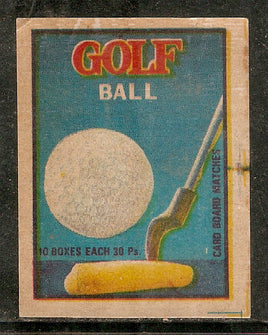 GOLF
BALL
10 BOXES EACH 30 Ps.
CARD BOARD MATCHES